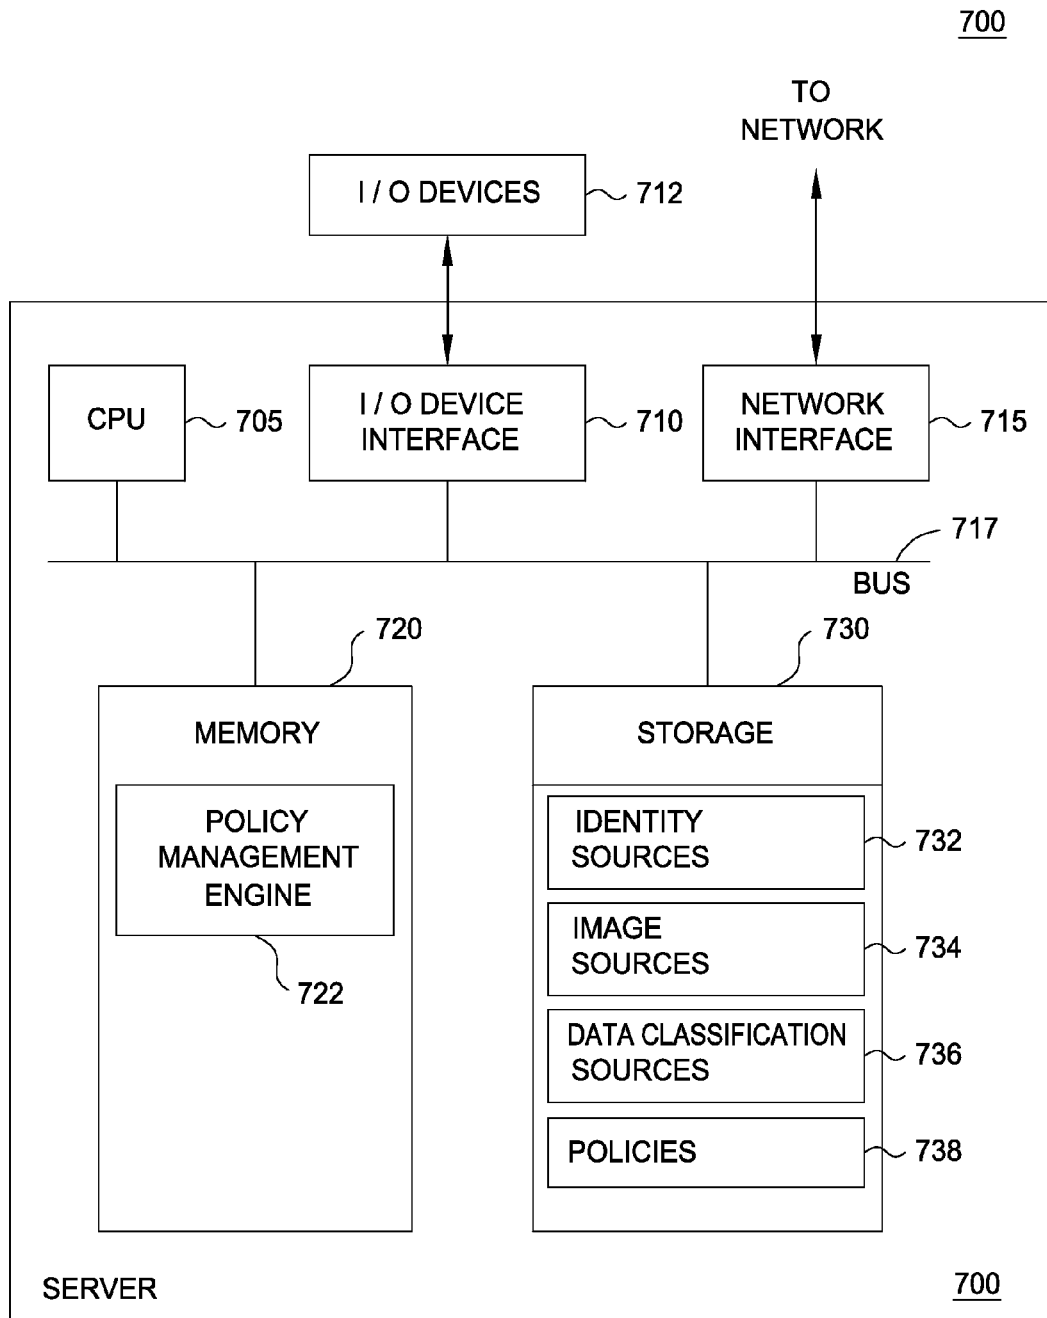 700
TO
NETWORK
I / O DEVICES
712
CPU
705
I / O DEVICE
INTERFACE
710
NETWORK
INTERFACE
715
717
BUS
720
730
MEMORY
STORAGE
POLICY
MANAGEMENT
ENGINE
722
IDENTITY
SOURCES
732
IMAGE
SOURCES
734
DATA CLASSIFICATION
SOURCES
736
POLICIES
738
SERVER
700